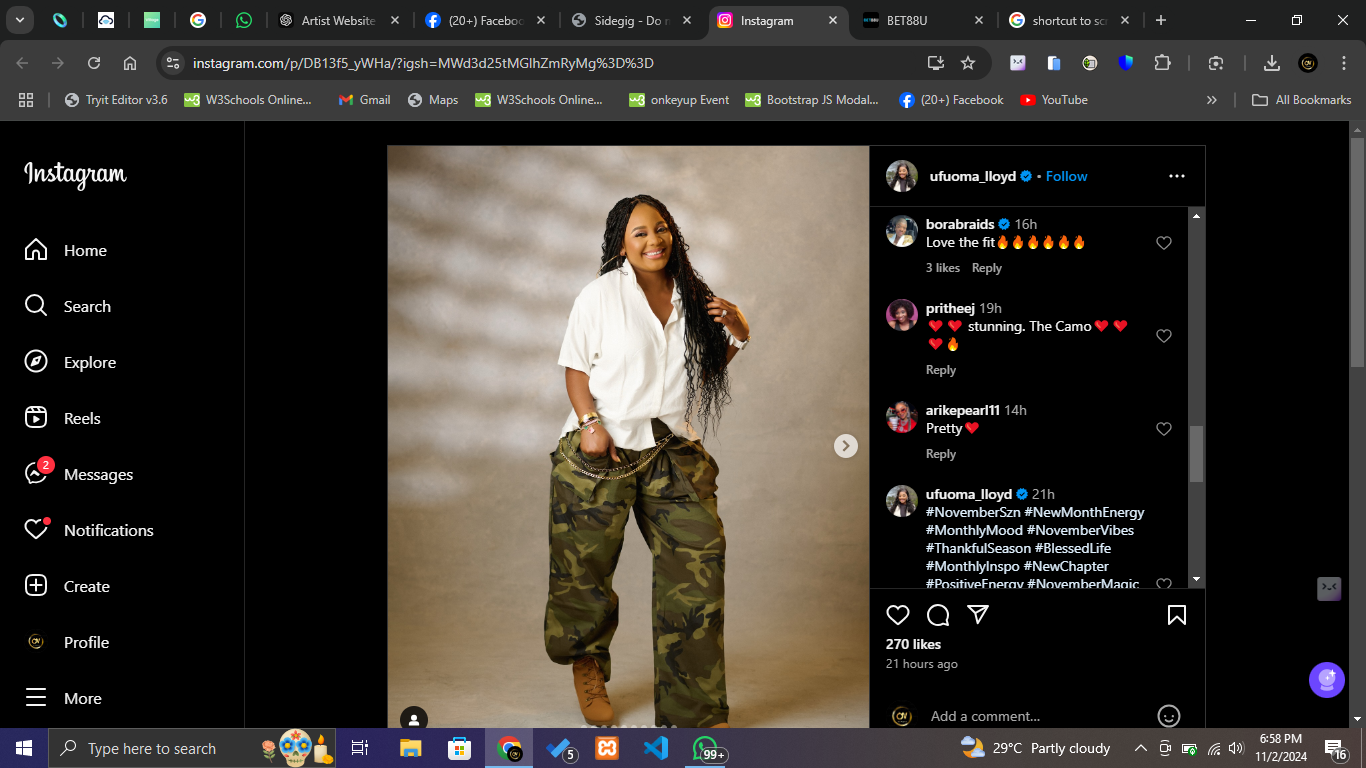 Artist Website
(20+) Faceboo
Sidegig - Do n
Instagram
BET88U
shortcut to scr
instagram.com/p/DB13f5_yWHa/?igsh=MWd3d25tMGlhZmRyMg%3D%3D
Tryit Editor v3.6
W3Schools Online...
Gmail
Maps
W3Schools Online...
onkeyup Event
Bootstrap JS Modal...
(20+) Facebook
YouTube
All Bookmarks
Instagram
Home
Search
Explore
Reels
2
Messages
Notifications
Create
Profile
More
ufuoma_lloyd • Follow
borabraids 16h
Love the fit🔥🔥🔥🔥🔥🔥
3 likes Reply
pritheej 19h
❤️❤️ stunning. The Camo❤️❤️
❤️🔥
Reply
arikepearl11 14h
Pretty❤️
Reply
ufuoma_lloyd 21h
#NovemberSzn #NewMonthEnergy
#MonthlyMood #NovemberVibes
#ThankfulSeason #BlessedLife
#MonthlyInspo #NewChapter
#PositiveEnergy #NovemberMagic
270 likes
21 hours ago
Add a comment...
Type here to search
5
99+
29°C Partly cloudy
6:58 PM
11/2/2024
16